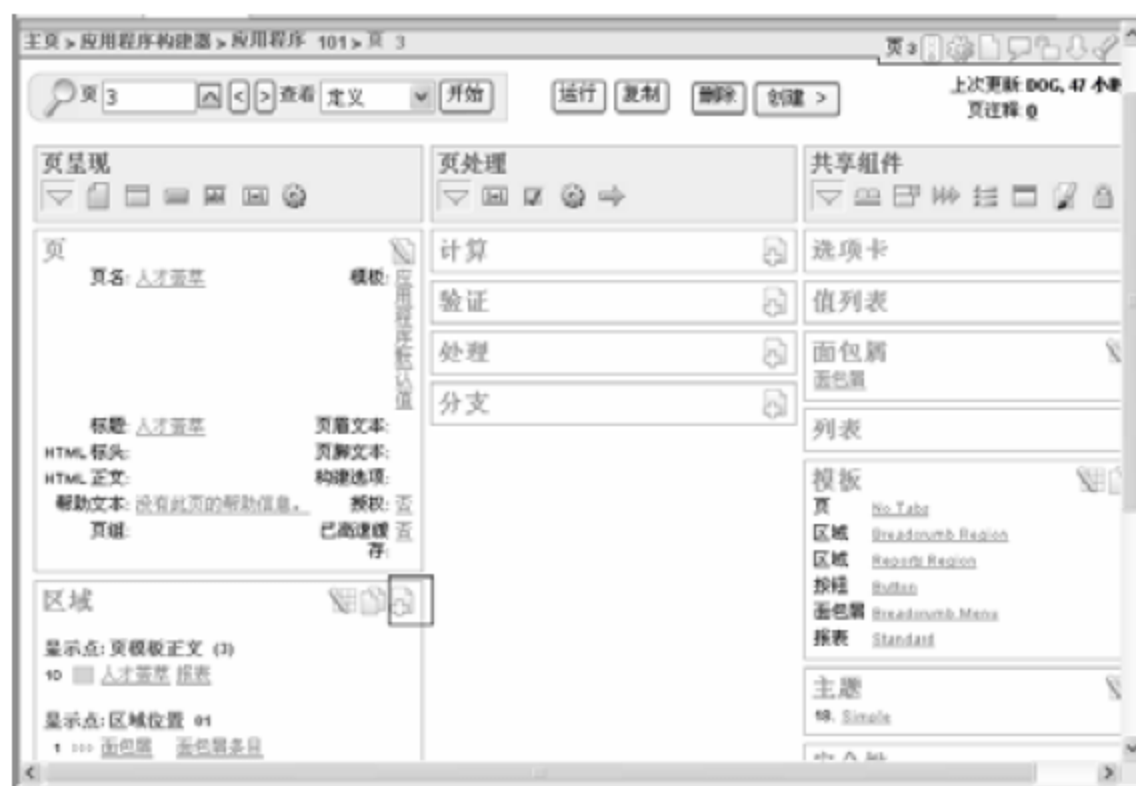 主页 > 应用程序构建器 > 应用程序 101 > 页 3
页 3
页 3 < > 查看 定义 开始 运行 复制 删除 创建 >
上次更新: DOG, 47 小
页注释: 0
页呈现
页
页名: 人才荟萃 模板: 应用程序默认值
标题: 人才荟萃 页眉文本:
HTML 标头: 页脚文本:
HTML 正文: 构建选项:
帮助文本: 没有此页的帮助信息。 授权: 否
页组: 已高速缓存: 否
区域
显示点: 页模板正文 (3)
10 人才荟萃 报表
显示点: 区域位置 01
1 面包屑 面包屑条目
页处理
计算
验证
处理
分支
共享组件
选项卡
值列表
面包屑
面包屑
列表
模板
页 No Tabs
区域 Breadcrumb Region
区域 Reports Region
按钮 Button
面包屑 Breadcrumb Menu
报表 Standard
主题
18. Simple